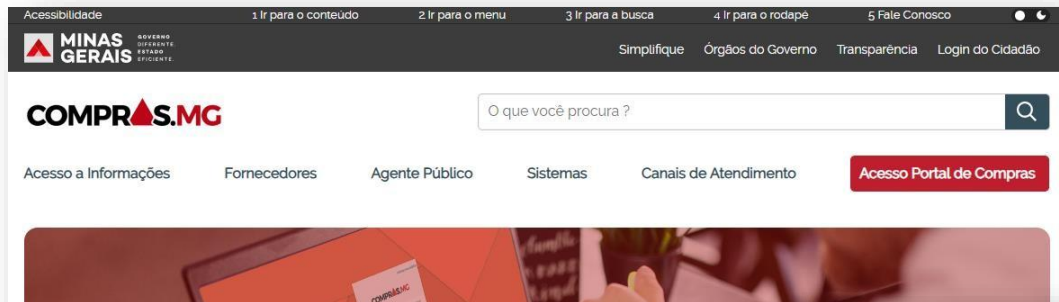 Acessibilidade 1 Ir para o conteúdo 2 Ir para o menu 3 Ir para a busca 4 Ir para o rodapé 5 Fale Conosco
MINAS GERAIS
GOVERNO
DIFERENTE.
ESTADO
EFICIENTE.
Simplifique Órgãos do Governo Transparência Login do Cidadão
COMPRAS.MG
O que você procura ?
Acesso a Informações Fornecedores Agente Público Sistemas Canais de Atendimento Acesso Portal de Compras
COMPRAS.MG